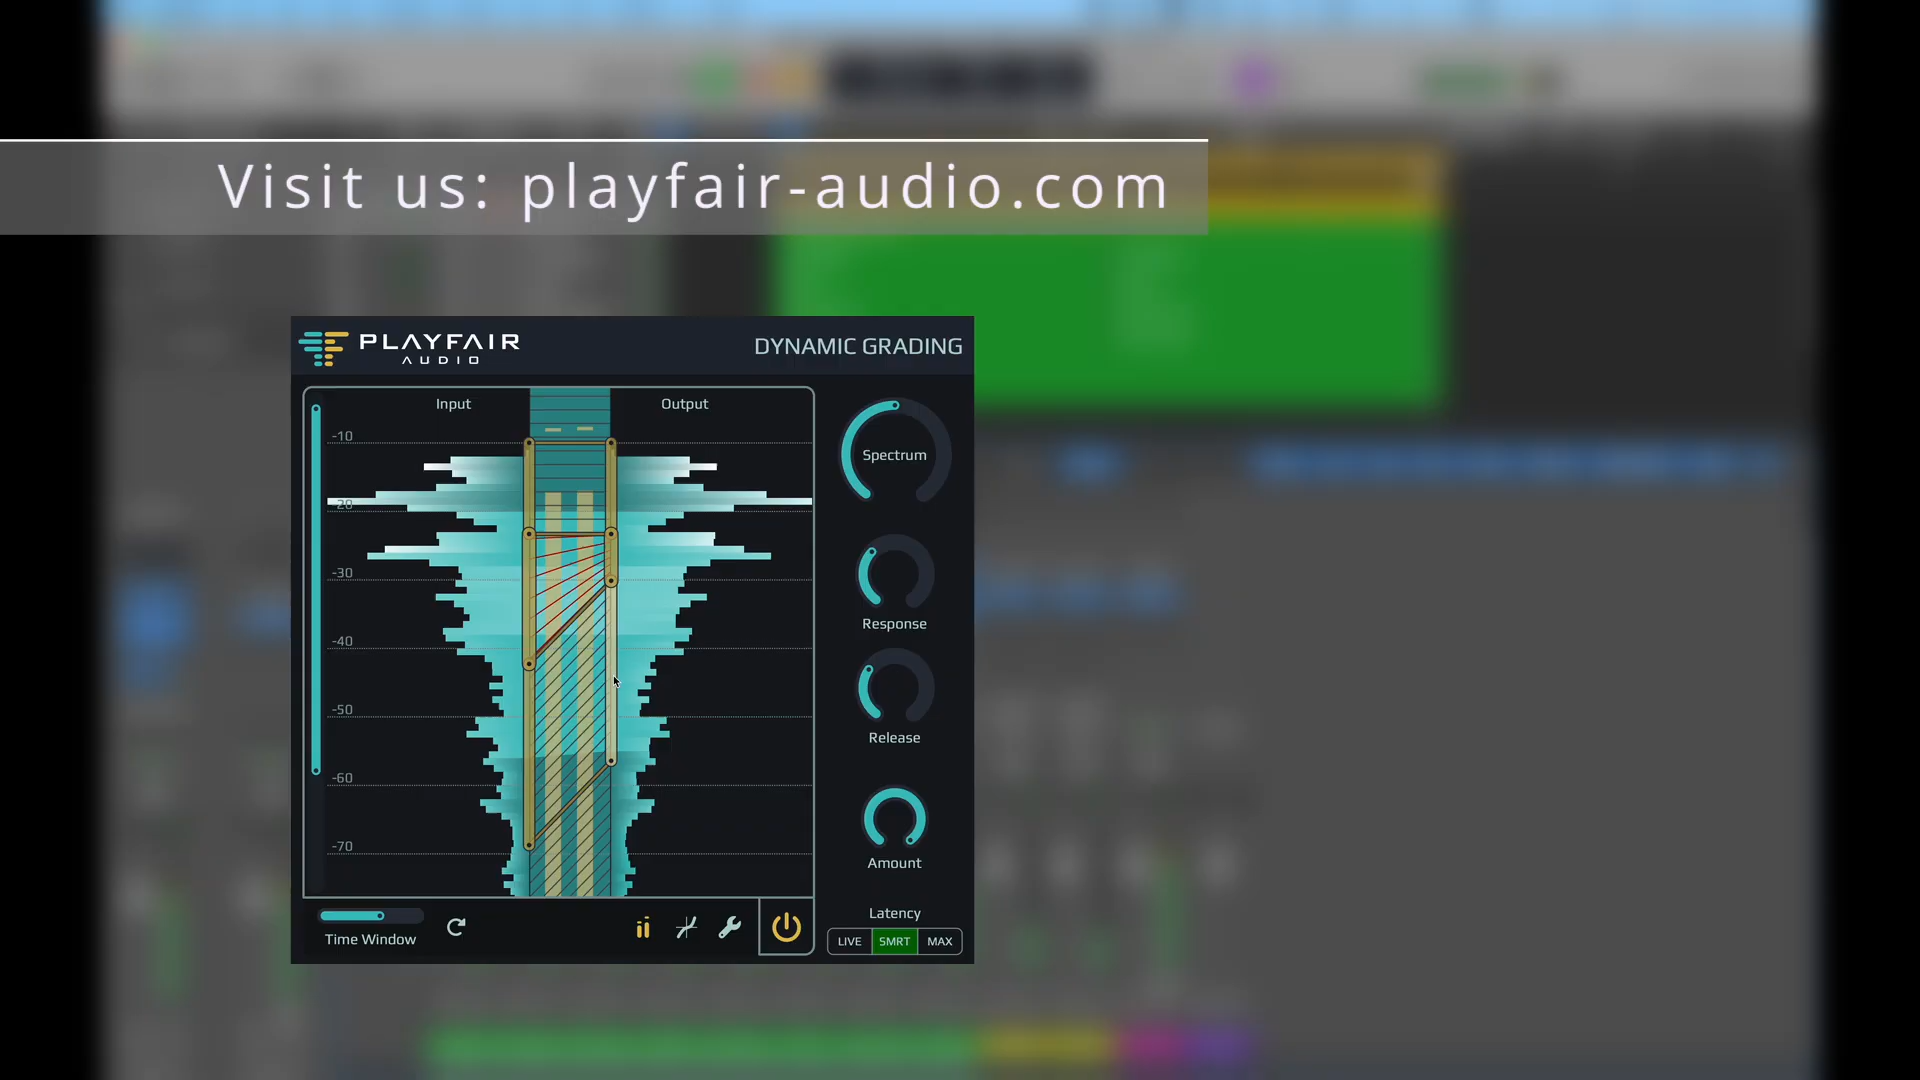 Visit us: playfair-audio.com
PLAYFAIR
AUDIO
DYNAMIC GRADING
Input
Output
-10
-20
-30
-40
-50
-60
-70
Spectrum
Response
Release
Amount
Latency
LIVE
SMRT
MAX
Time Window